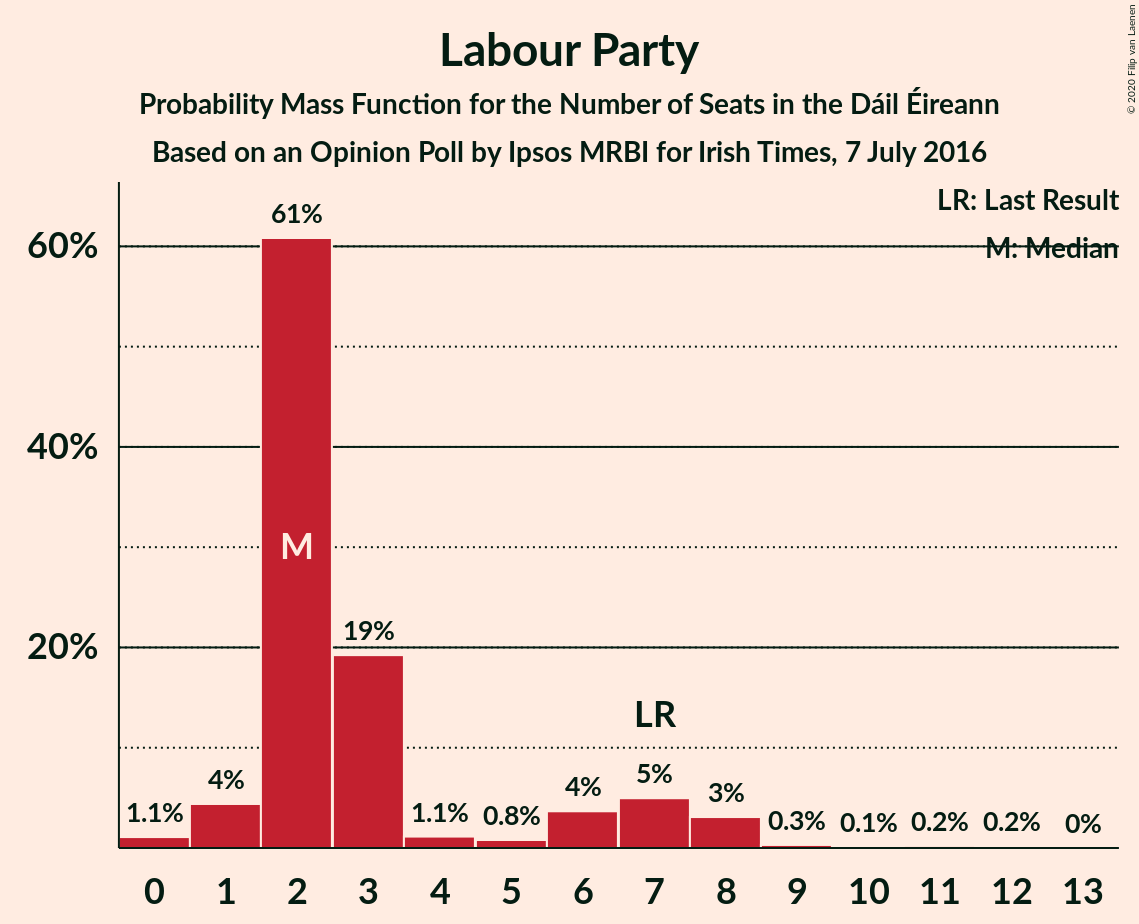 Labour Party
Probability Mass Function for the Number of Seats in the Dáil Éireann
Based on an Opinion Poll by Ipsos MRBI for Irish Times, 7 July 2016
© 2020 Filip van Laenen
LR: Last Result
M: Median
60%
40%
20%
61%
M
19%
LR
1.1%
4%
1.1%
0.8%
4%
5%
3%
0.3%
0.1%
0.2%
0.2%
0%
0 1 2 3 4 5 6 7 8 9 10 11 12 13